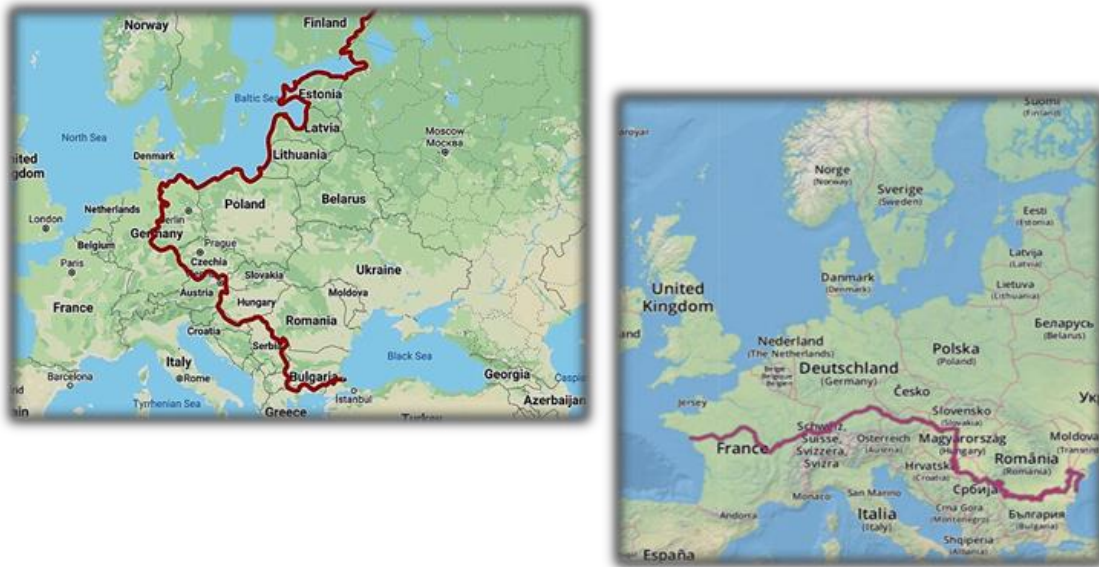 Norway
Finland
Baltic Sea
Estonia
North Sea
Latvia
Moscow
Москва
Denmark
Lithuania
United
Kingdom
Netherlands
Berlin
Poland
Belarus
London
Germany
Belgium
Prague
Paris
Czechia
Slovakia
Ukraine
Austria
Hungary
Moldova
France
Romania
Croatia
Serbia
Italy
Black Sea
Barcelona
Rome
Bulgaria
Georgia
Istanbul
Tyrrhenian Sea
Greece
Turkey
Azerbaijan
Suomi
(Finland)
Norge
(Norway)
Sverige
(Sweden)
Eesti
(Estonia)
Latvija
(Latvia)
Danmark
(Denmark)
Lietuva
(Lithuania)
United
Kingdom
Беларусь
(Belarus)
Nederland
(The Netherlands)
Polska
(Poland)
Deutschland
(Germany)
Jersey
Česko
Slovensko
(Slovakia)
Schweiz,
Suisse,
Svizzera,
Svizra
France
Österreich
(Austria)
Magyarország
(Hungary)
Moldova
România
(Romania)
Hrvatska
(Croatia)
Србија
Monaco
San Marino
Crna Gora
(Montenegro)
България
(Bulgaria)
Andorra
Italia
(Italy)
Shqipëria
(Albania)
España